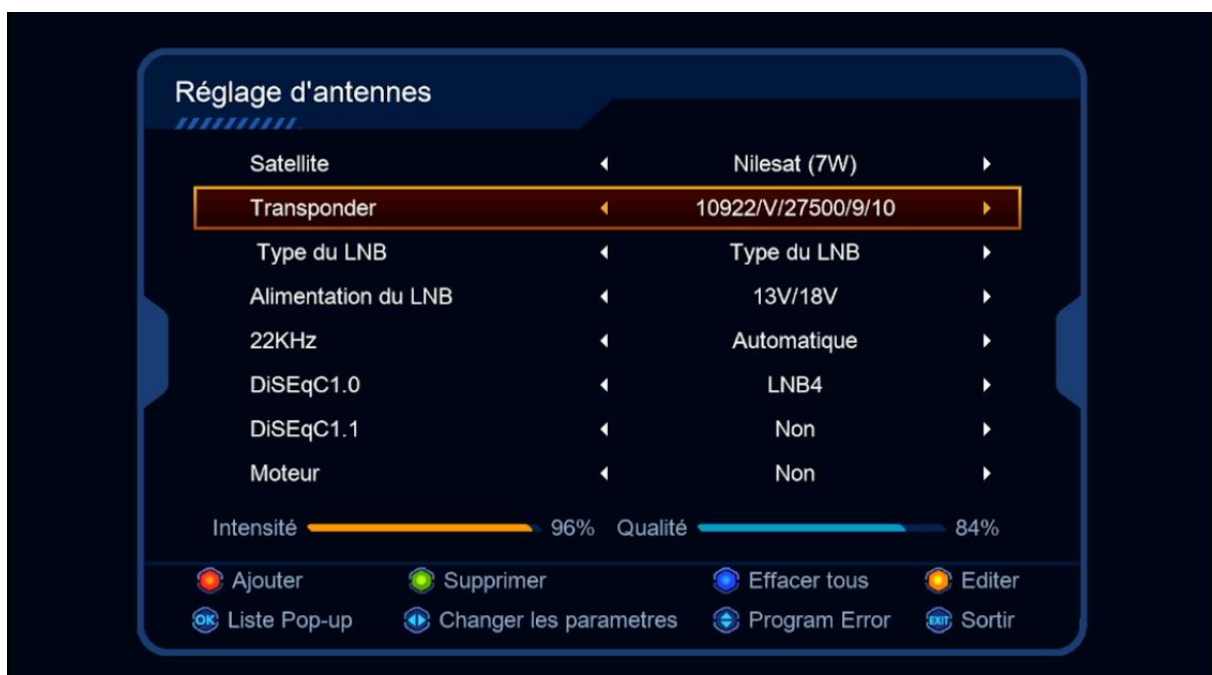 Réglage d'antennes
Satellite Nilesat (7W)
Transponder 10922/V/27500/9/10
Type du LNB Type du LNB
Alimentation du LNB 13V/18V
22KHz Automatique
DiSEqC1.0 LNB4
DiSEqC1.1 Non
Moteur Non
Intensité 96% Qualité 84%
Ajouter Supprimer Effacer tous Editer
OK Liste Pop-up Changer les parametres Program Error EXIT Sortir